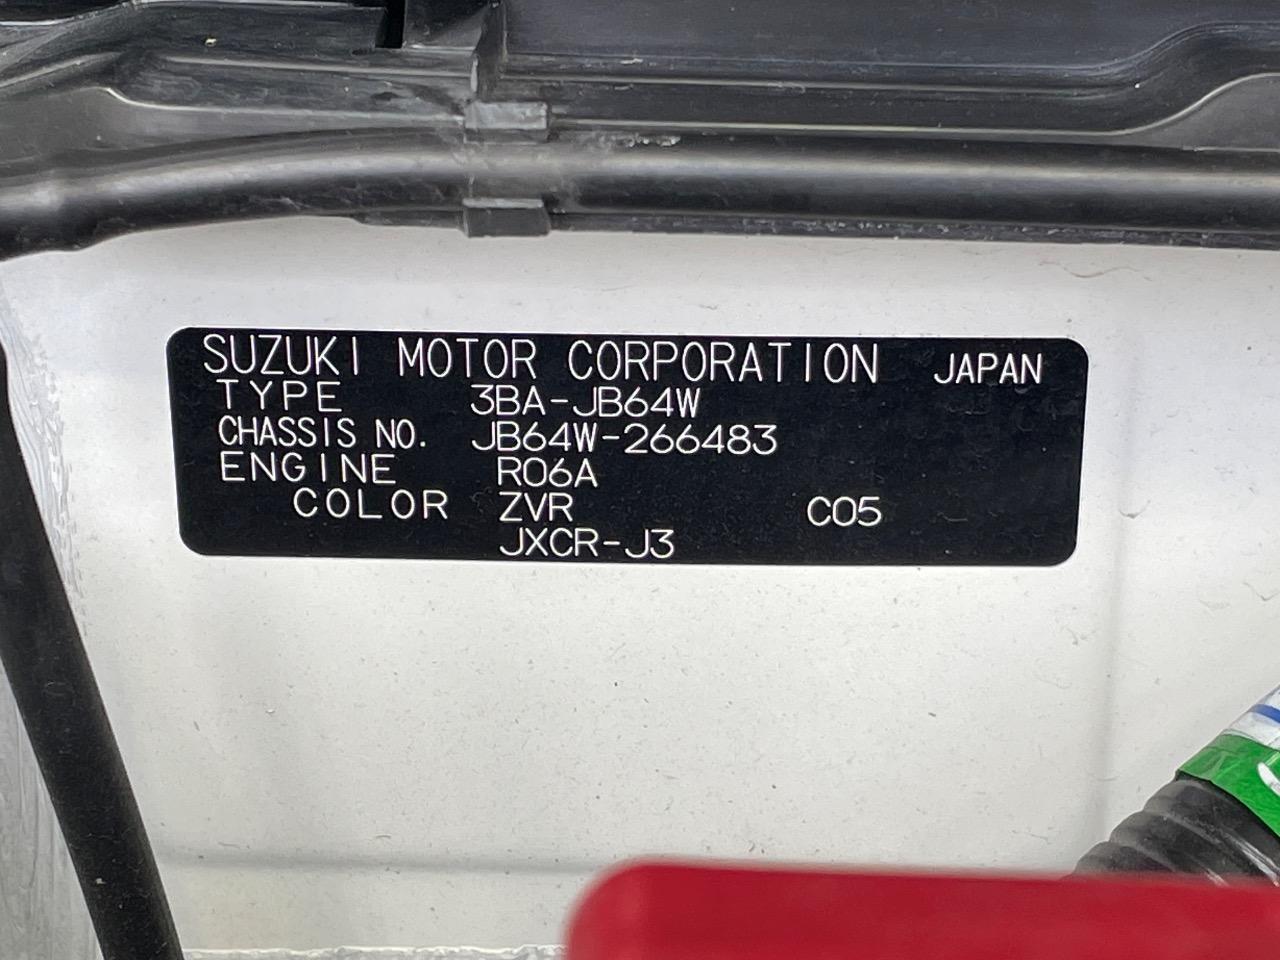 SUZUKI MOTOR CORPORATION JAPAN
TYPE 3BA-JB64W
CHASSIS NO. JB64W-266483
ENGINE R06A
COLOR ZVR C05
JXCR-J3